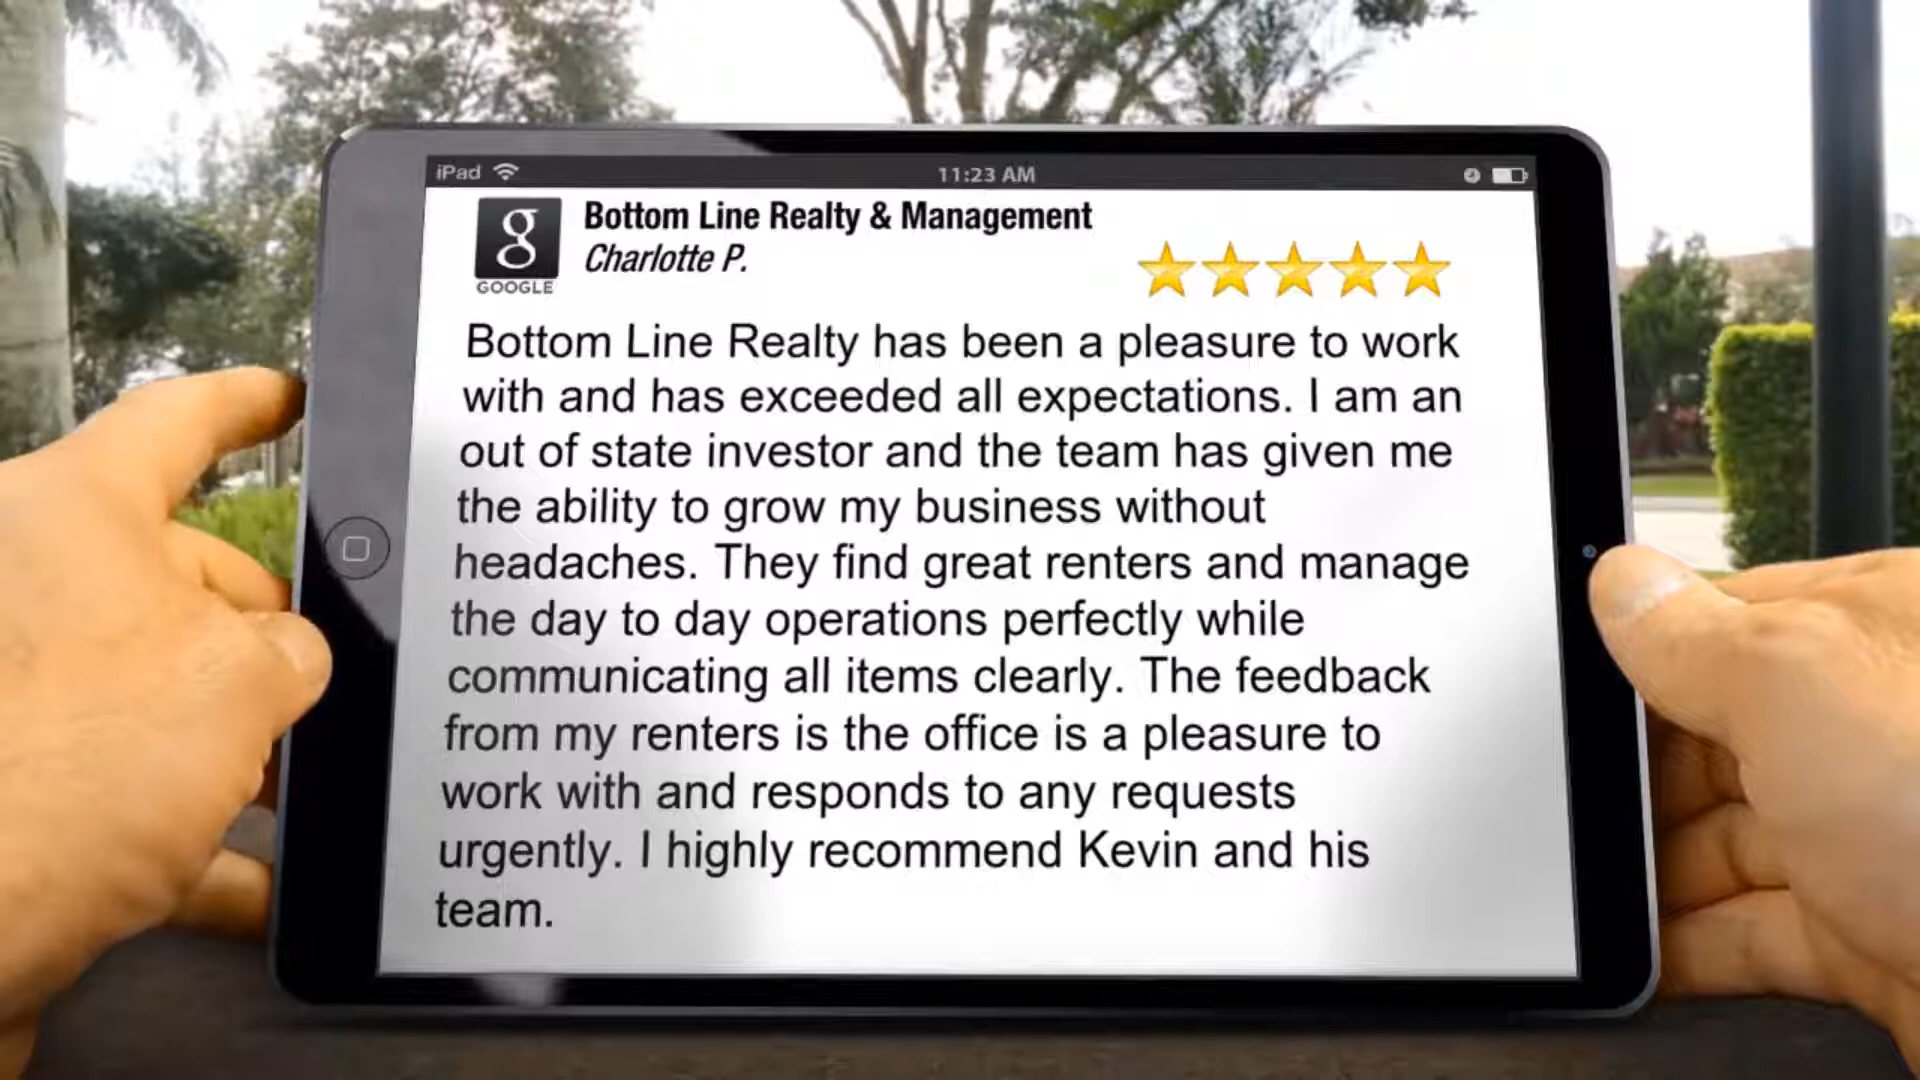 iPad
11:23 AM
g
GOOGLE
Bottom Line Realty & Management
Charlotte P.
Bottom Line Realty has been a pleasure to work
with and has exceeded all expectations. I am an
out of state investor and the team has given me
the ability to grow my business without
headaches. They find great renters and manage
the day to day operations perfectly while
communicating all items clearly. The feedback
from my renters is the office is a pleasure to
work with and responds to any requests
urgently. I highly recommend Kevin and his
team.